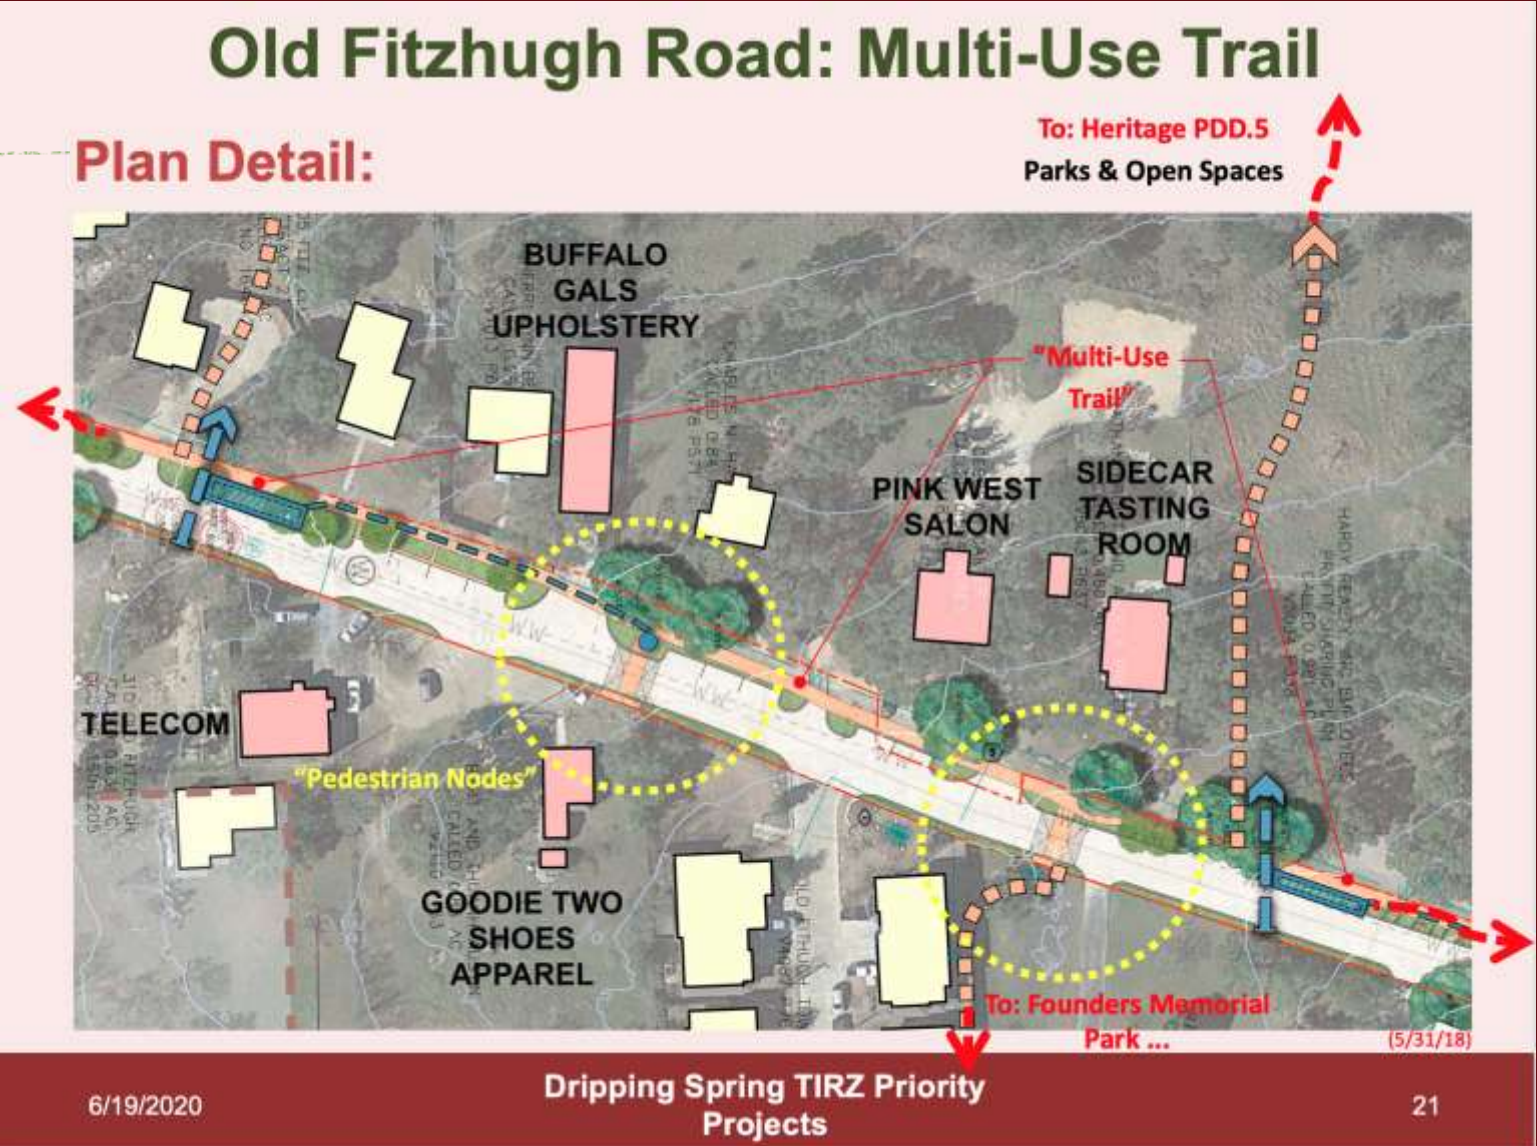 Old Fitzhugh Road: Multi-Use Trail
To: Heritage PDD.5
Parks & Open Spaces
Plan Detail:
BUFFALO
GALS
UPHOLSTERY
"Multi-Use
Trail"
PINK WEST
SALON
SIDECAR
TASTING
ROOM
TELECOM
"Pedestrian Nodes"
GOODIE TWO
SHOES
APPAREL
To: Founders Memorial
Park ...
(5/31/18)
6/19/2020
Dripping Spring TIRZ Priority
Projects
21